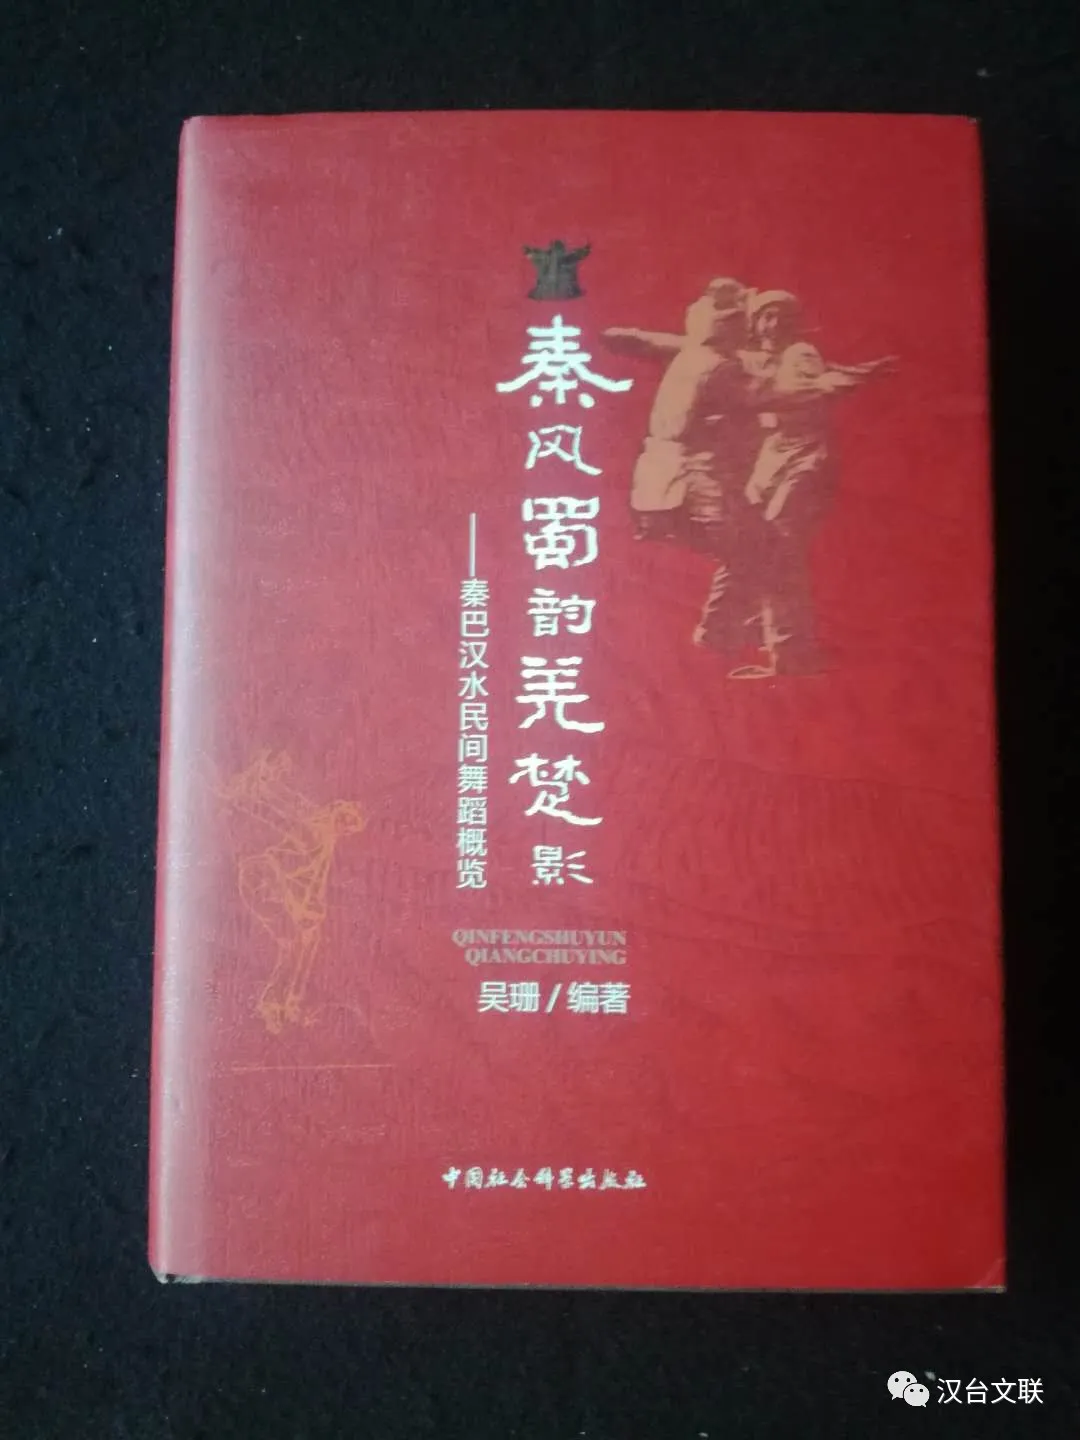 秦风蜀韵羌楚影
——秦巴汉水民间舞蹈概览
QINFENGSHUYUN
QIANGCHUYING
吴珊/编著
中国社会科学出版社
汉台文联